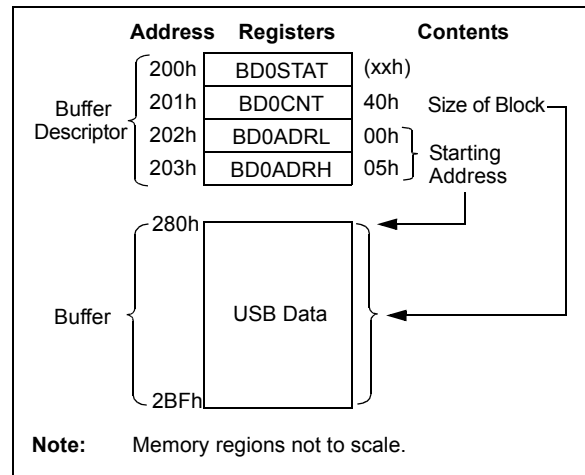 Address Registers Contents
200h BD0STAT (xxh)
201h BD0CNT 40h Size of Block
Buffer
Descriptor
202h BD0ADRL 00h
203h BD0ADRH 05h
Starting
Address
280h
Buffer USB Data
2BFh
Note: Memory regions not to scale.